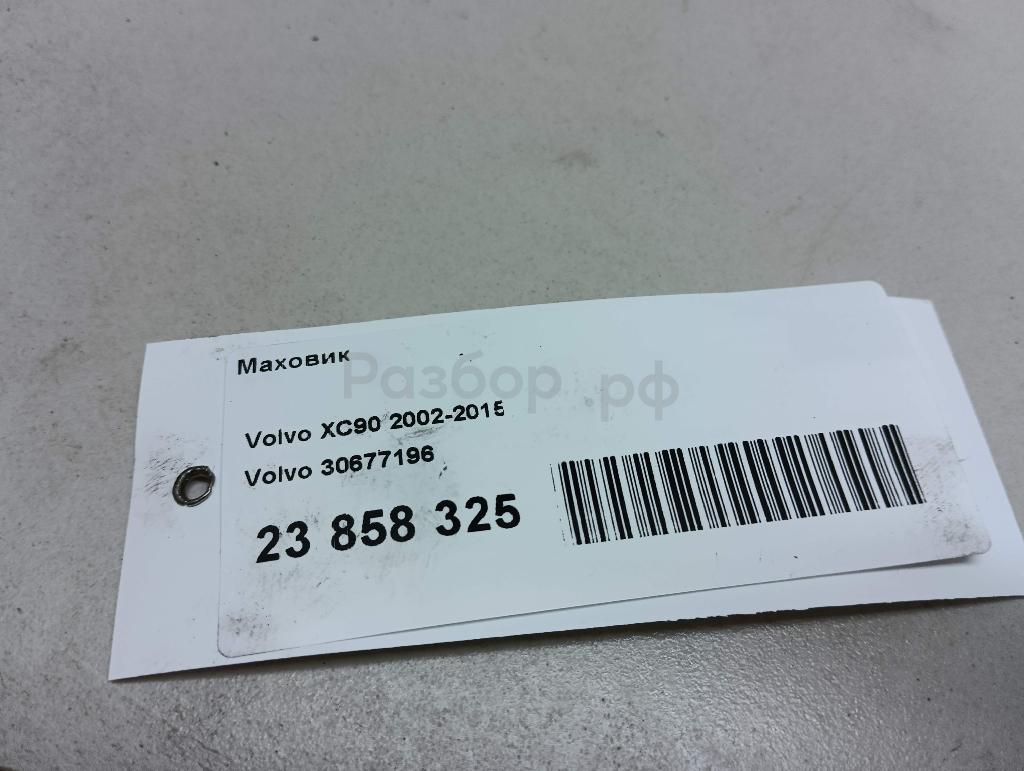 Маховик
Разбор.рф
Volvo XC90 2002-2015
Volvo 30677196
23 858 325